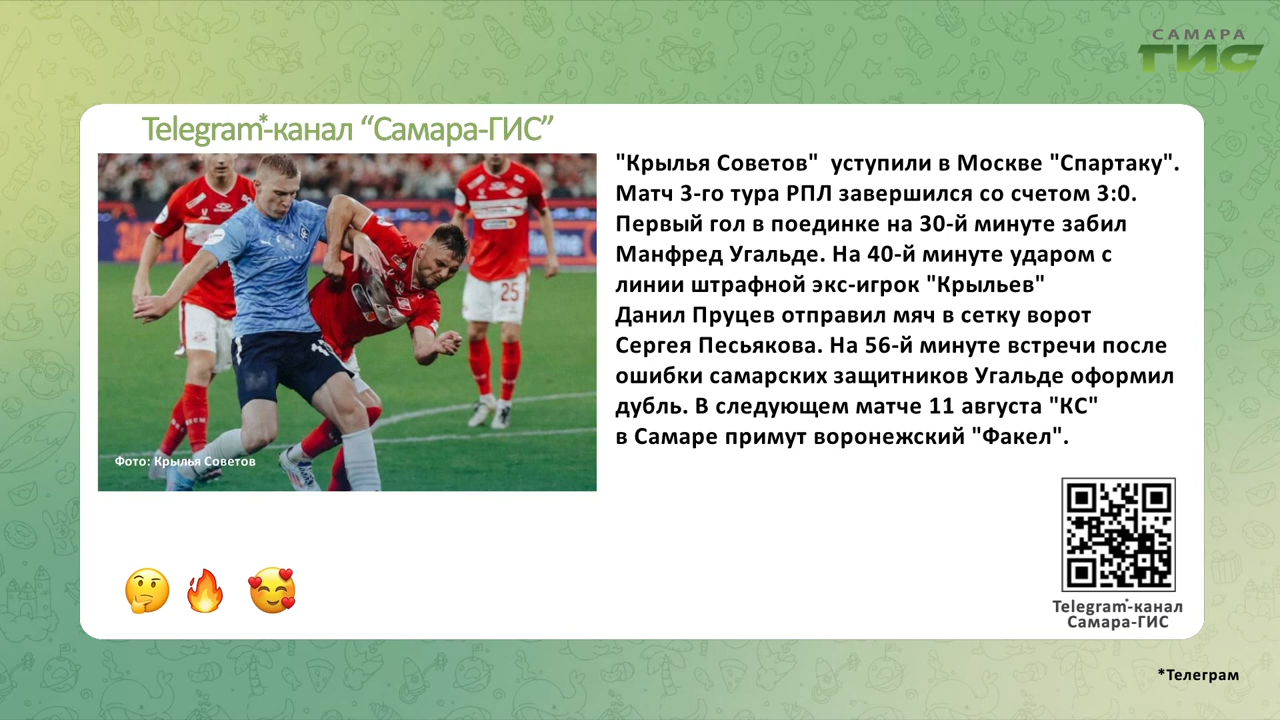 САМАРА
ГИС
Telegram*-канал “Самара-ГИС”
"Крылья Советов"  уступили в Москве "Спартаку".
Матч 3-го тура РПЛ завершился со счетом 3:0.
Первый гол в поединке на 30-й минуте забил
Манфред Угальде. На 40-й минуте ударом с
линии штрафной экс-игрок "Крыльев"
Данил Пруцев отправил мяч в сетку ворот
Сергея Песьякова. На 56-й минуте встречи после
ошибки самарских защитников Угальде оформил
дубль. В следующем матче 11 августа "КС"
в Самаре примут воронежский "Факел".
25
Фото: Крылья Советов
Telegram*-канал
Самара-ГИС
*Телеграм